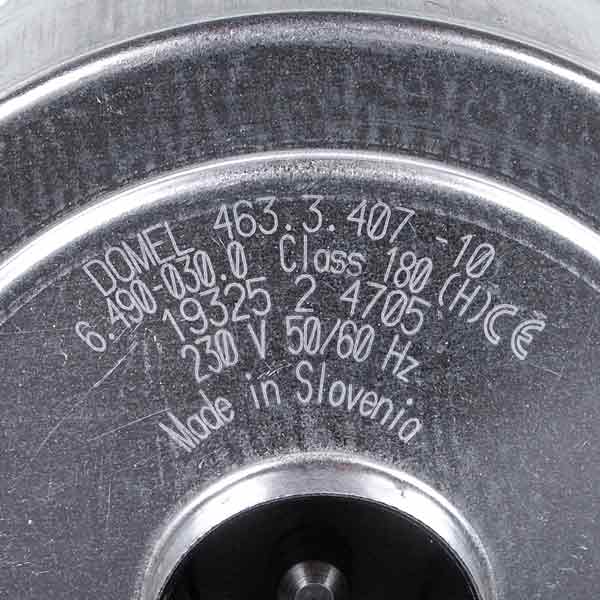 DOMEL 463.3.407 -10
6.490-030.0 Class 180 (H) CE
19325 2 4705
230 V 50/60 Hz
Made in Slovenia